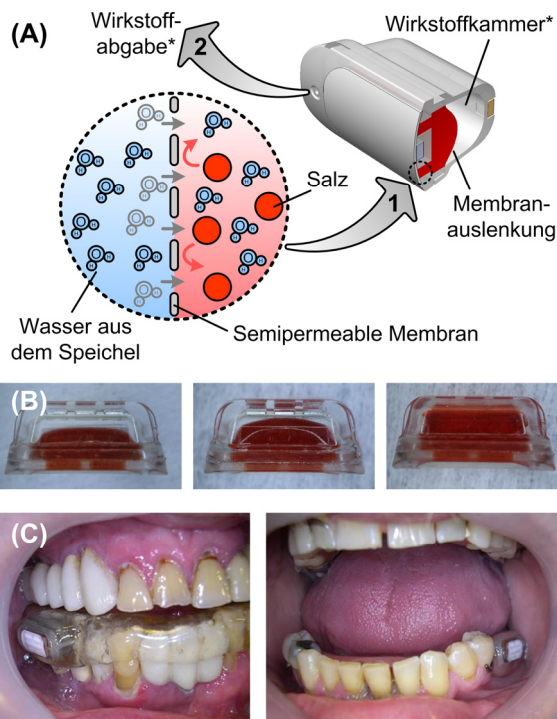 (A)
Wirkstoff-
abgabe*
2
Wirkstoffkammer*
Salz
1
Membran-
auslenkung
Wasser aus
dem Speichel
Semipermeable Membran
(B)
(C)